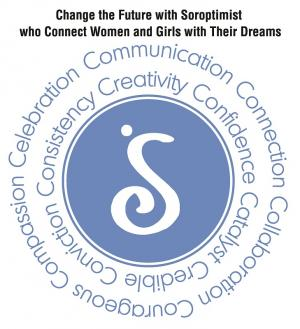 Change the Future with Soroptimist
who Connect Women and Girls with Their Dreams
Compassion Celebration Communication Connection Collaboration Courageous
Conviction Consistency Creativity Confidence Catalyst Credible
S